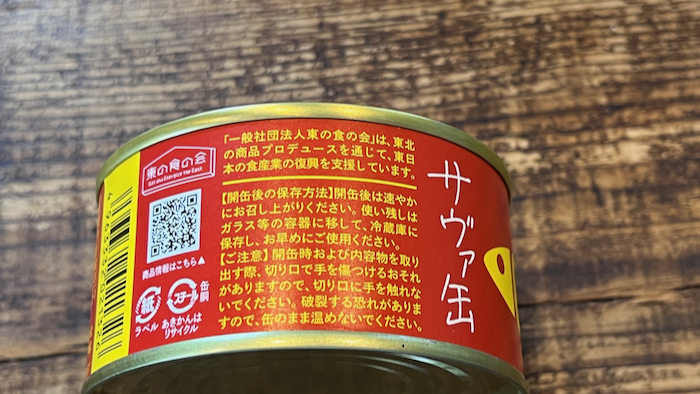 「一般社団法人東の食の会」は、東北
の商品プロデュースを通じて、東日
本の食産業の復興を支援しています。
東の食の会
EAT AND ENERGIZE THE EAST
【開缶後の保存方法】開缶後は速やか
にお召し上がりください。使い残しは
ガラス等の容器に移して、冷蔵庫に
保存し、お早めにご使用ください。
【ご注意】開缶時および内容物を取り
出す際、切り口で手を傷つけるおそれ
がありますので、切り口に手を触れな
いでください。破裂する恐れがありま
すので、缶のまま温めないでください。
商品情報はこちら▲
紙
ラベル
スチール
缶胴
あきかんは
リサイクル
サヴァ缶